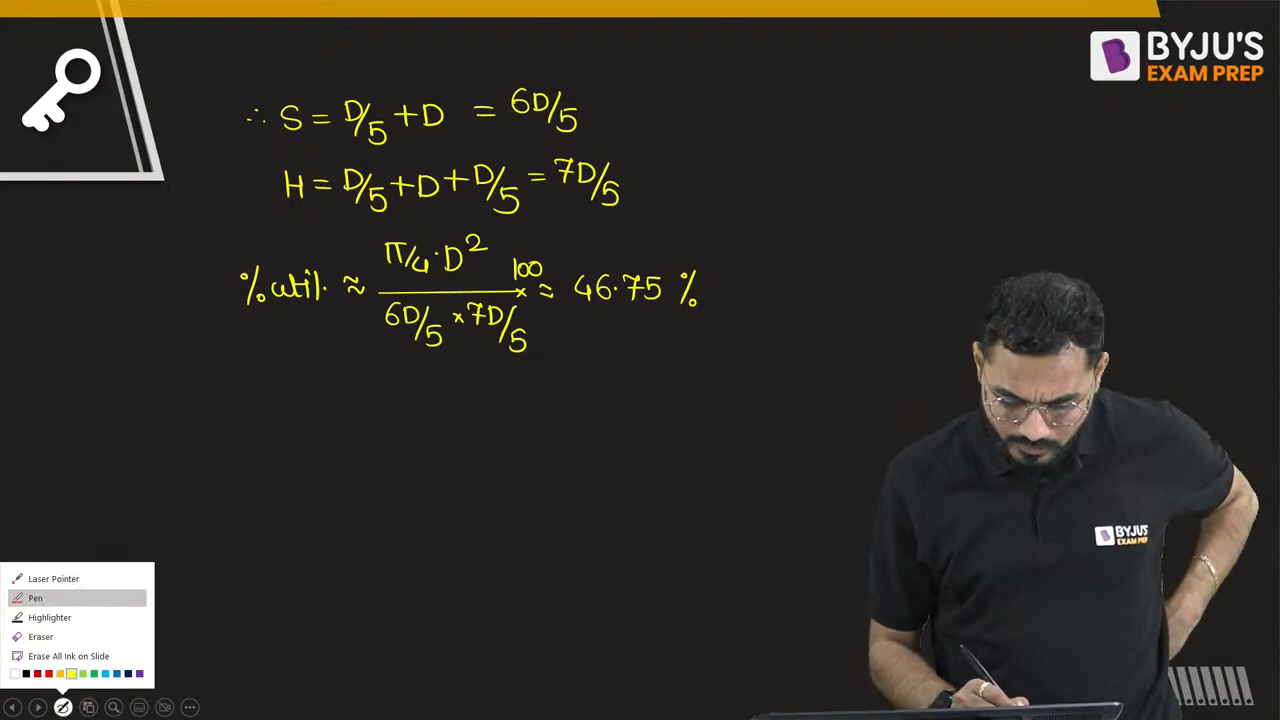 BYJU'S
EXAM PREP
∴ S = D/5 + D = 6D/5
H = D/5 + D + D/5 = 7D/5
% util. ≈ π/4 · D² / 6D/5 × 7D/5 × 100 ≈ 46.75 %
BYJU'S
EXAM PREP
Laser Pointer
Pen
Highlighter
Eraser
Erase All Ink on Slide